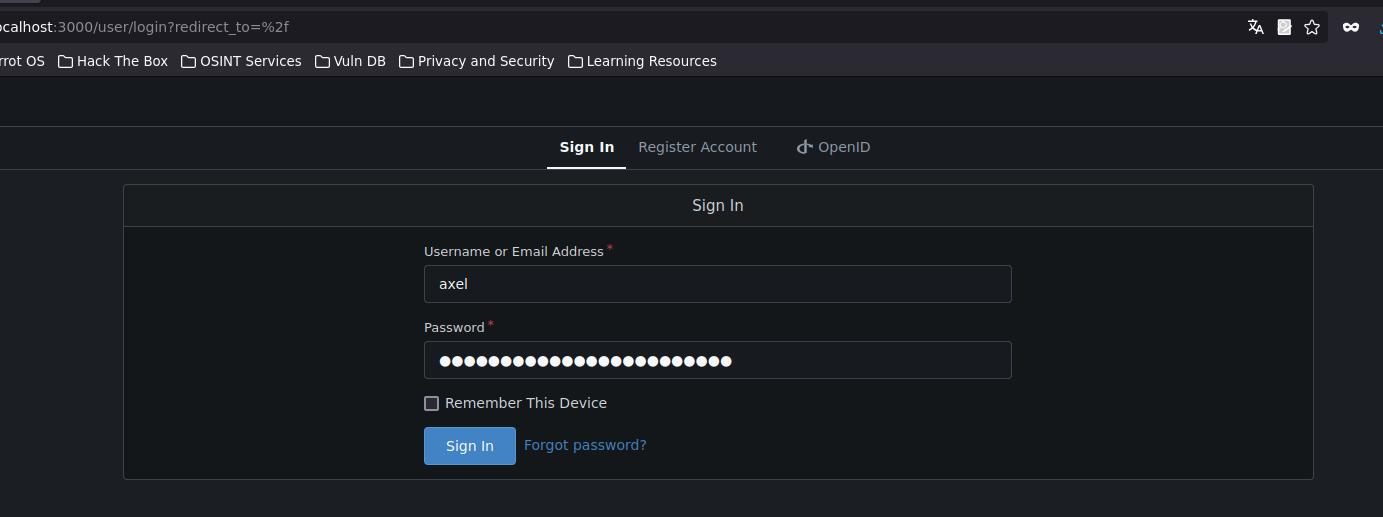 ocalhost:3000/user/login?redirect_to=%2f
rrot OS Hack The Box OSINT Services Vuln DB Privacy and Security Learning Resources
Sign In Register Account OpenID
Sign In
Username or Email Address *
axel
Password *
●●●●●●●●●●●●●●●●●●●●●●●●
Remember This Device
Sign In Forgot password?